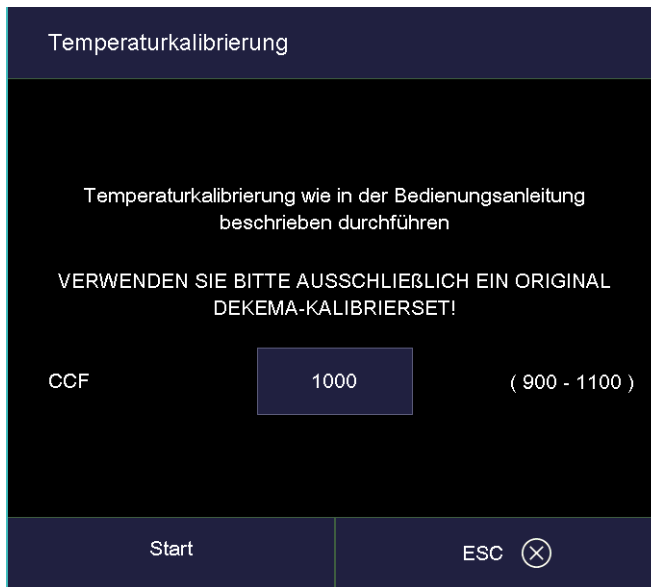 Temperaturkalibrierung
Temperaturkalibrierung wie in der Bedienungsanleitung
beschrieben durchführen
VERWENDEN SIE BITTE AUSSCHLIEßLICH EIN ORIGINAL
DEKEMA-KALIBRIERSET!
CCF 1000 ( 900 - 1100 )
Start ESC